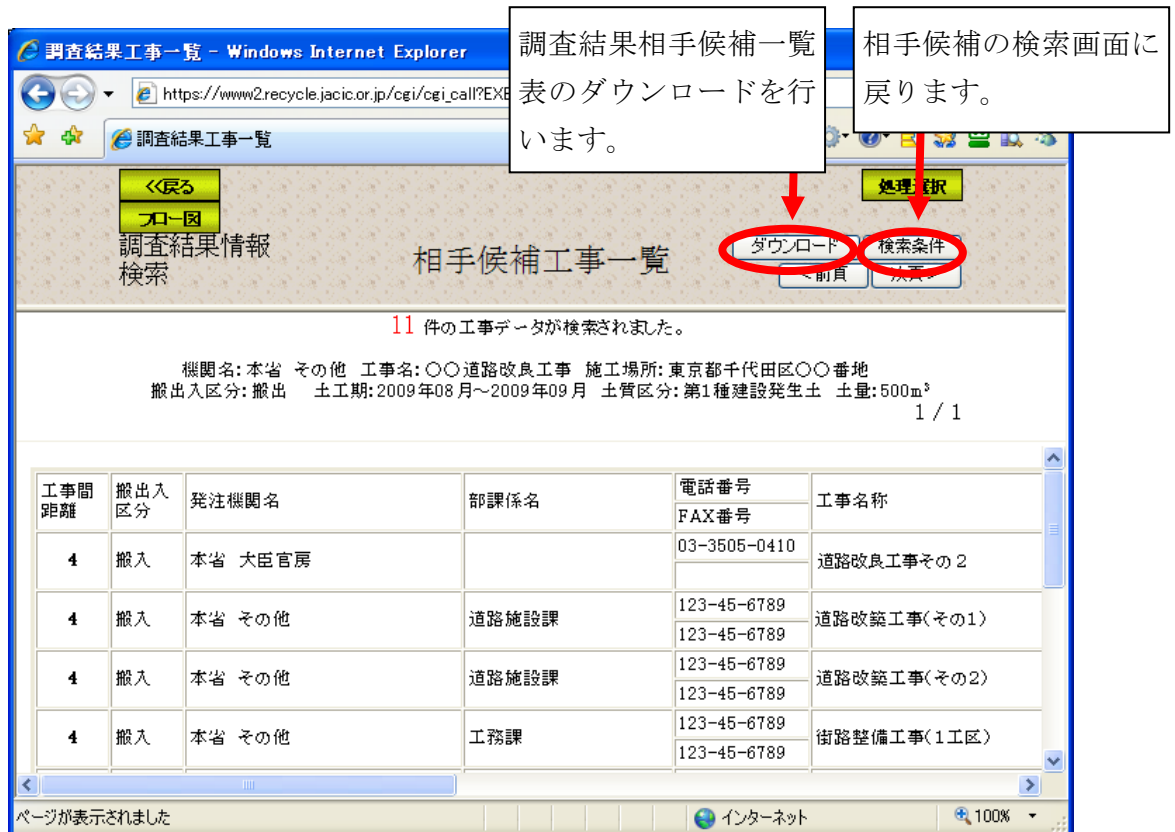 調査結果相手候補一覧
表のダウンロードを行
います。
相手候補の検索画面に
戻ります。
調査結果工事一覧 - Windows Internet Explorer
https://www2.recycle.jacic.or.jp/cgi/cgi_call?EXE
調査結果工事一覧
<<戻る
処理選択
フロー図
調査結果情報
検索
相手候補工事一覧
ダウンロード
検索条件
<前頁
次頁>
11 件の工事データが検索されました。
機関名:本省 その他 工事名:〇〇道路改良工事 施工場所:東京都千代田区〇〇番地
搬出入区分:搬出 土工期:2009年08月～2009年09月 土質区分:第1種建設発生土 土量:500m³
1 / 1
工事間
距離
搬出入
区分
発注機関名
部課係名
電話番号
FAX番号
工事名称
4 搬入 本省 大臣官房 03-3505-0410 道路改良工事その2
4 搬入 本省 その他 道路施設課 123-45-6789 道路改築工事(その1)
123-45-6789
4 搬入 本省 その他 道路施設課 123-45-6789 道路改築工事(その2)
123-45-6789
4 搬入 本省 その他 工務課 123-45-6789 街路整備工事(1工区)
123-45-6789
ページが表示されました
インターネット
100%